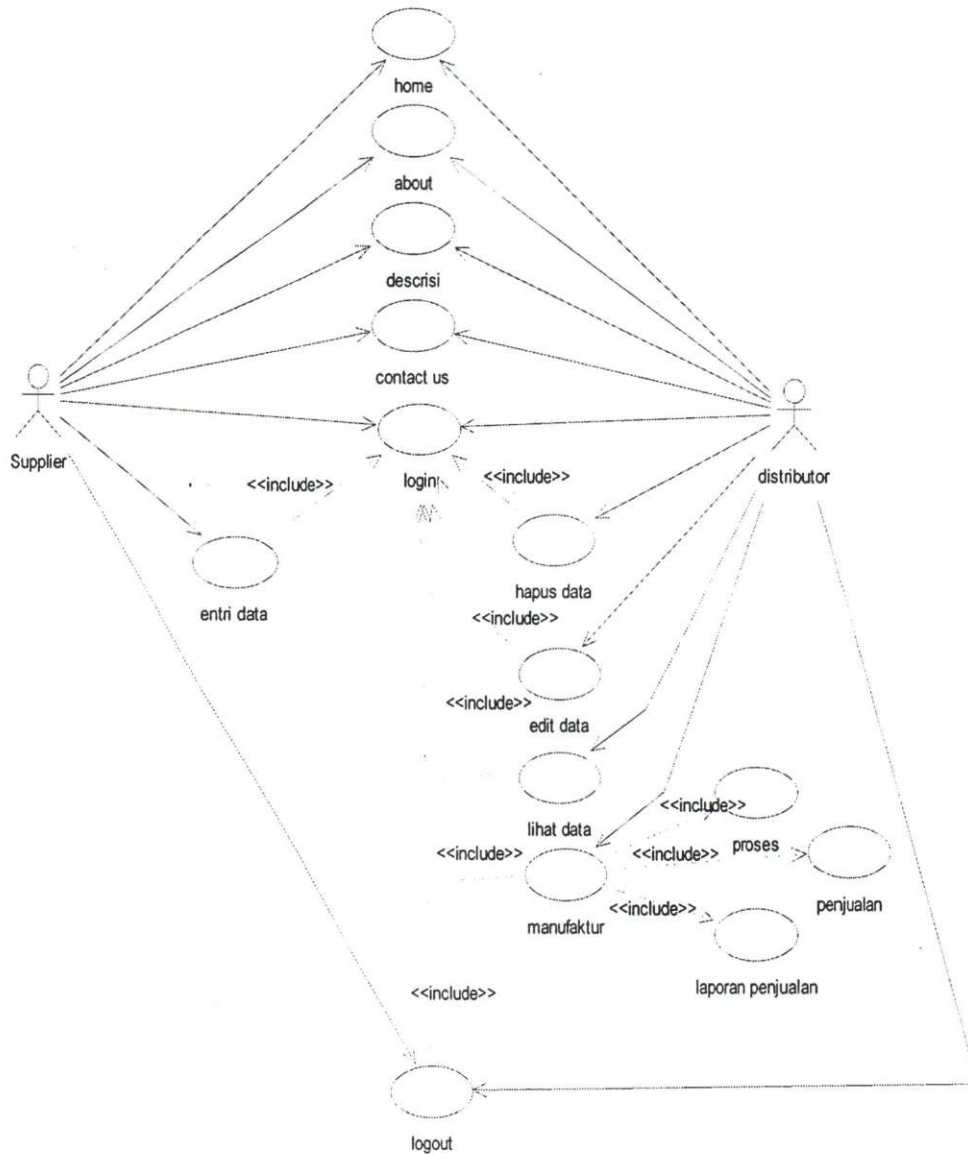 home
about
descrisi
contact us
Supplier
distributor
login
<<include>>
<<include>>
entri data
hapus data
<<include>>
<<include>>
edit data
lihat data
<<include>>
proses
<<include>>
<<include>>
penjualan
manufaktur
<<include>>
laporan penjualan
<<include>>
logout